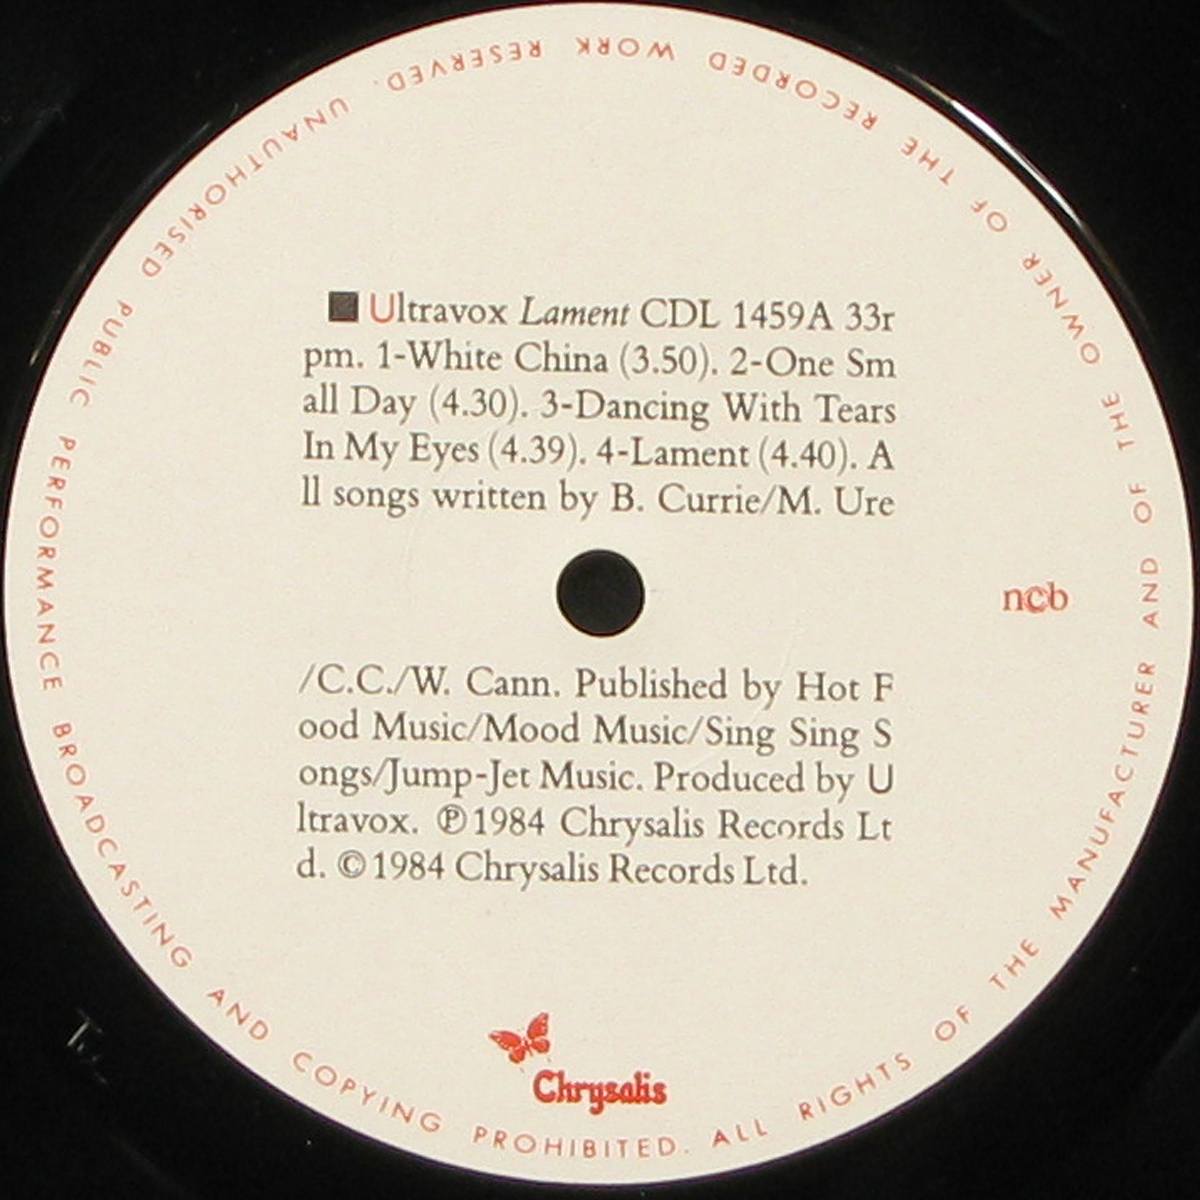 ■ Ultravox Lament CDL 1459A 33r
pm. 1-White China (3.50). 2-One Sm
all Day (4.30). 3-Dancing With Tears
In My Eyes (4.39). 4-Lament (4.40). A
ll songs written by B. Currie/M. Ure
ncb
/C.C./W. Cann. Published by Hot F
ood Music/Mood Music/Sing Sing S
ongs/Jump-Jet Music. Produced by U
ltravox. ℗1984 Chrysalis Records Lt
d. ©1984 Chrysalis Records Ltd.
Chrysalis
ALL RIGHTS OF THE MANUFACTURER AND OF THE OWNER OF THE RECORDED WORK RESERVED. UNAUTHORISED PUBLIC PERFORMANCE BROADCASTING AND COPYING PROHIBITED.